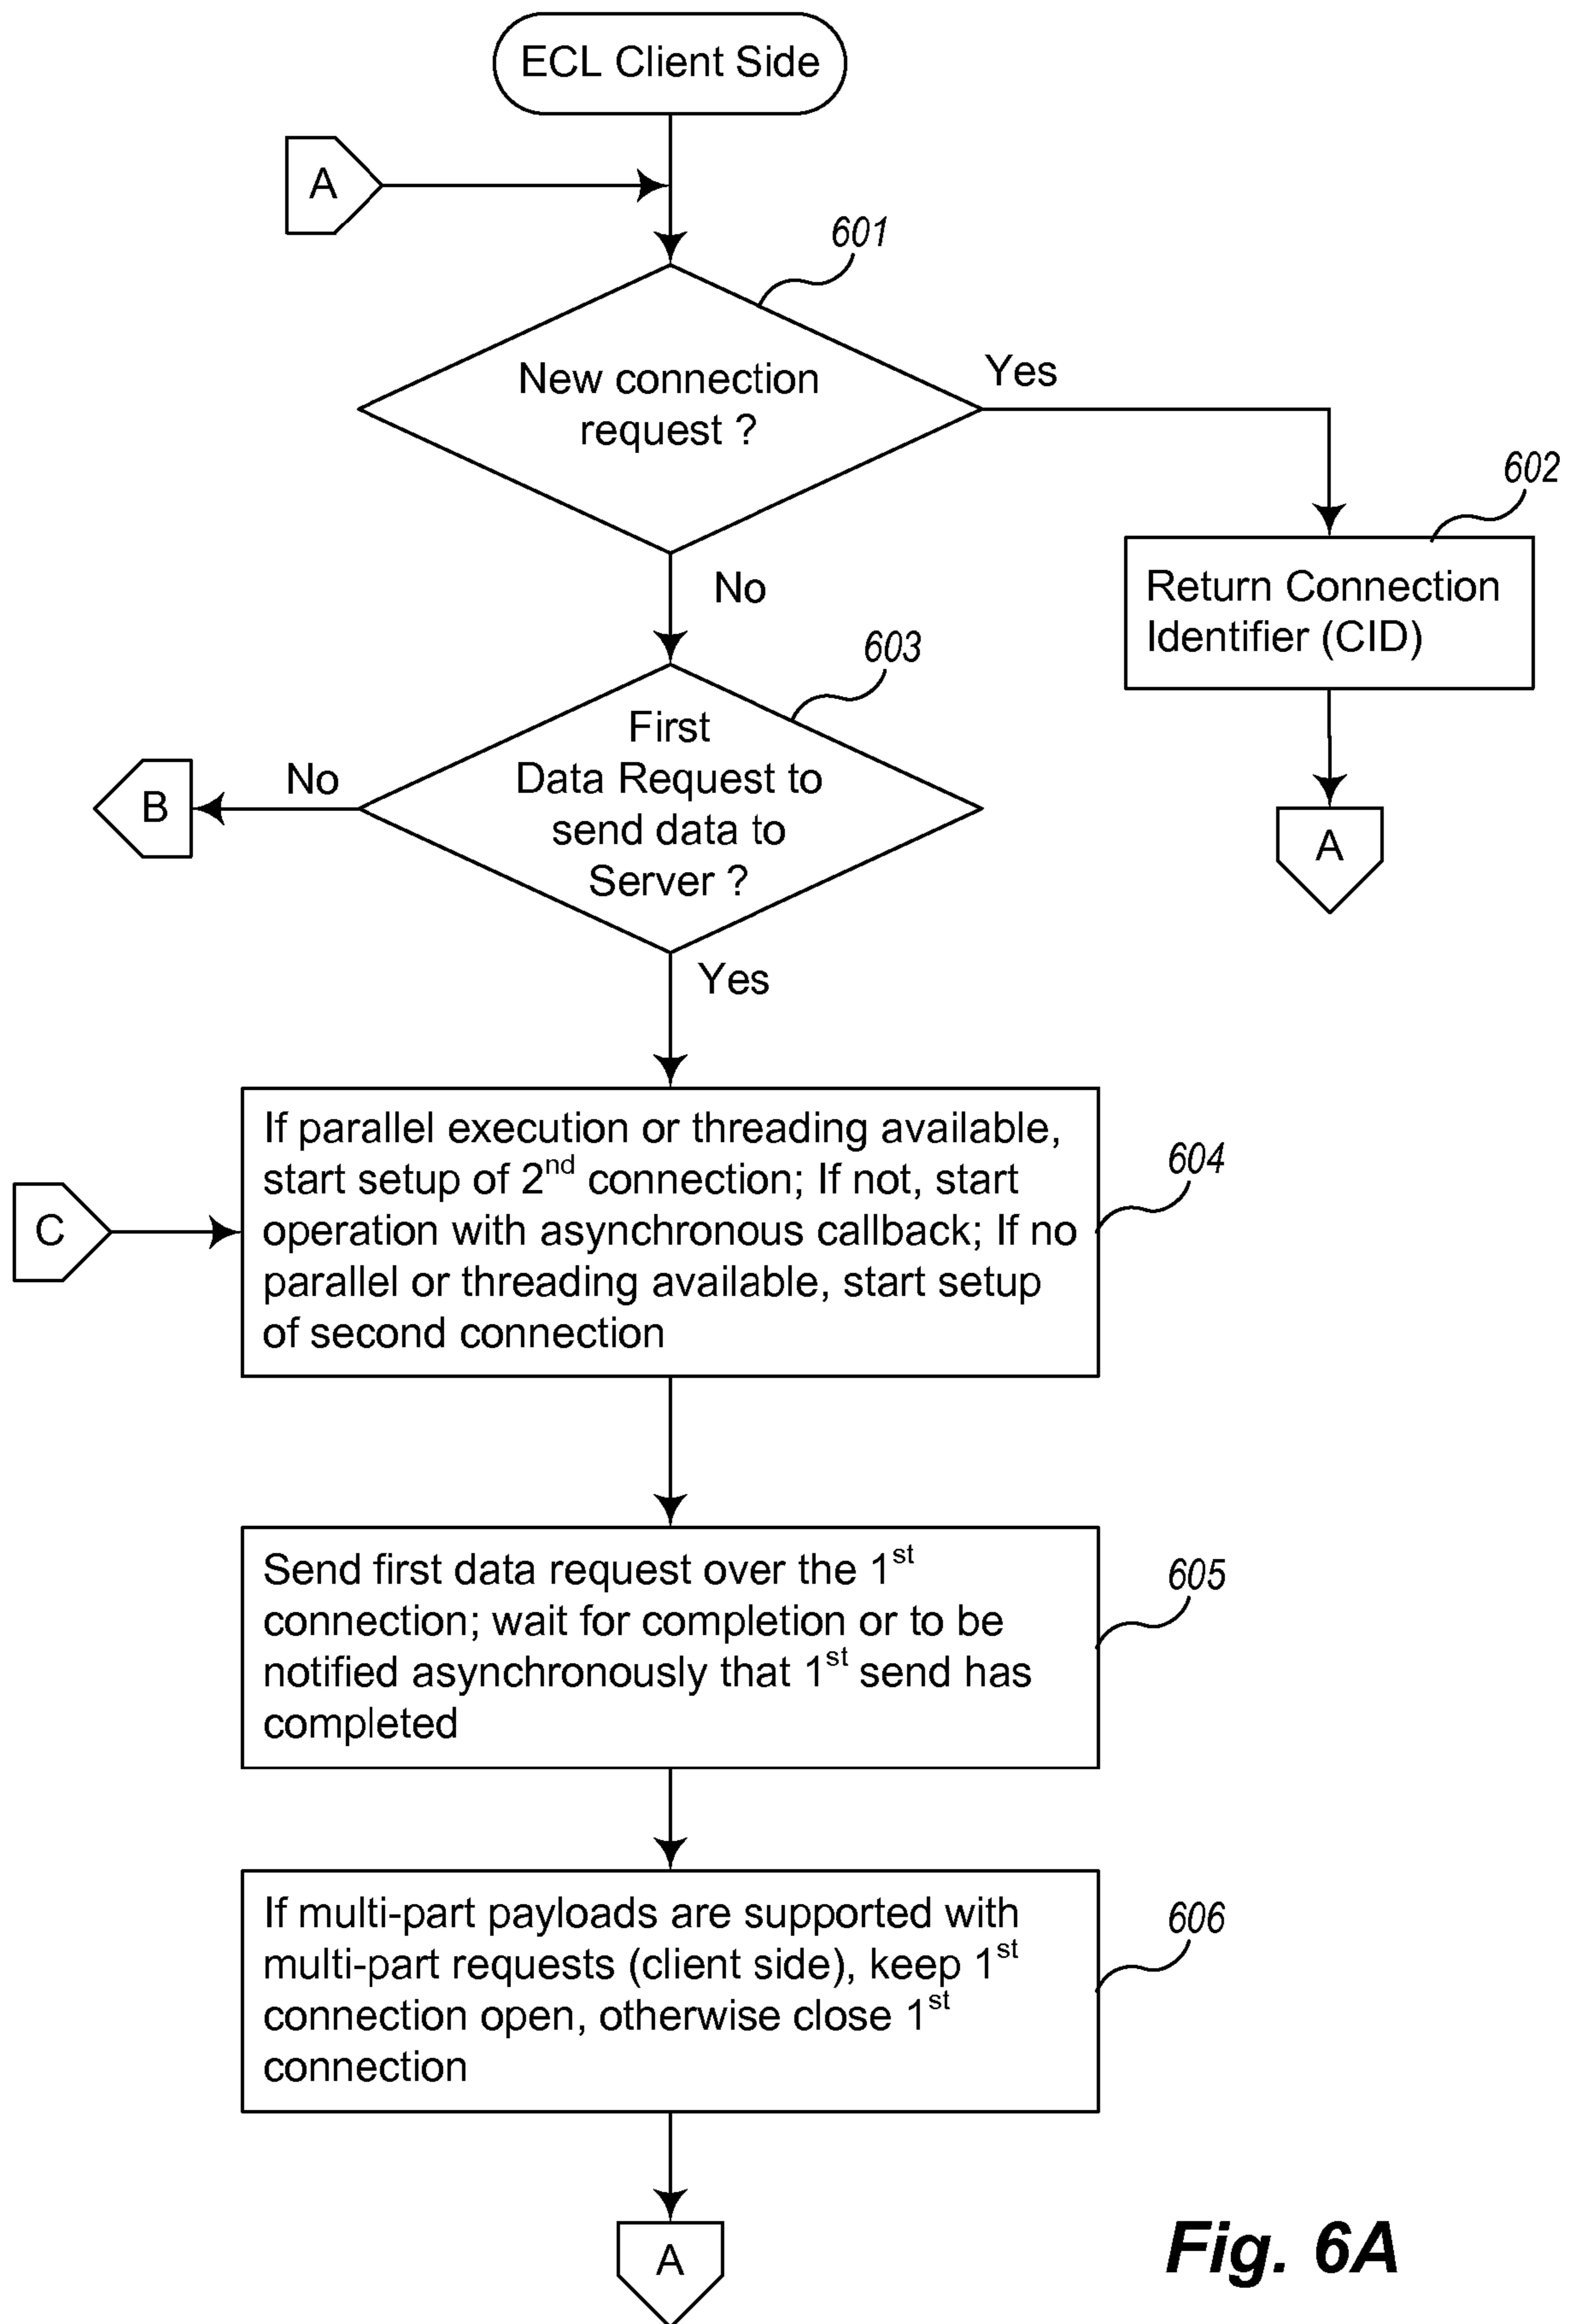 ECL Client Side
A
601
New connection
request ?
Yes
602
Return Connection
Identifier (CID)
A
No
603
First
Data Request to
send data to
Server ?
No
B
Yes
C
If parallel execution or threading available,
start setup of 2nd connection; If not, start
operation with asynchronous callback; If no
parallel or threading available, start setup
of second connection
604
Send first data request over the 1st
connection; wait for completion or to be
notified asynchronously that 1st send has
completed
605
If multi-part payloads are supported with
multi-part requests (client side), keep 1st
connection open, otherwise close 1st
connection
606
A
Fig. 6A